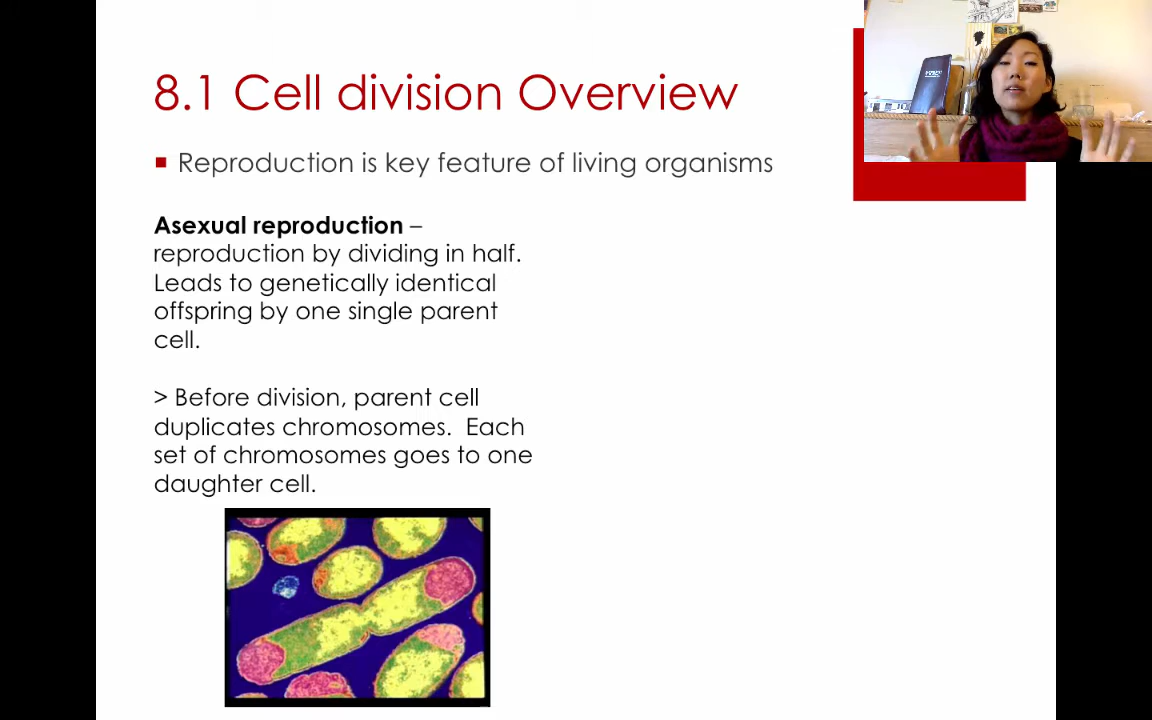 8.1 Cell division Overview
Reproduction is key feature of living organisms
Asexual reproduction –
reproduction by dividing in half.
Leads to genetically identical
offspring by one single parent
cell.
> Before division, parent cell
duplicates chromosomes. Each
set of chromosomes goes to one
daughter cell.